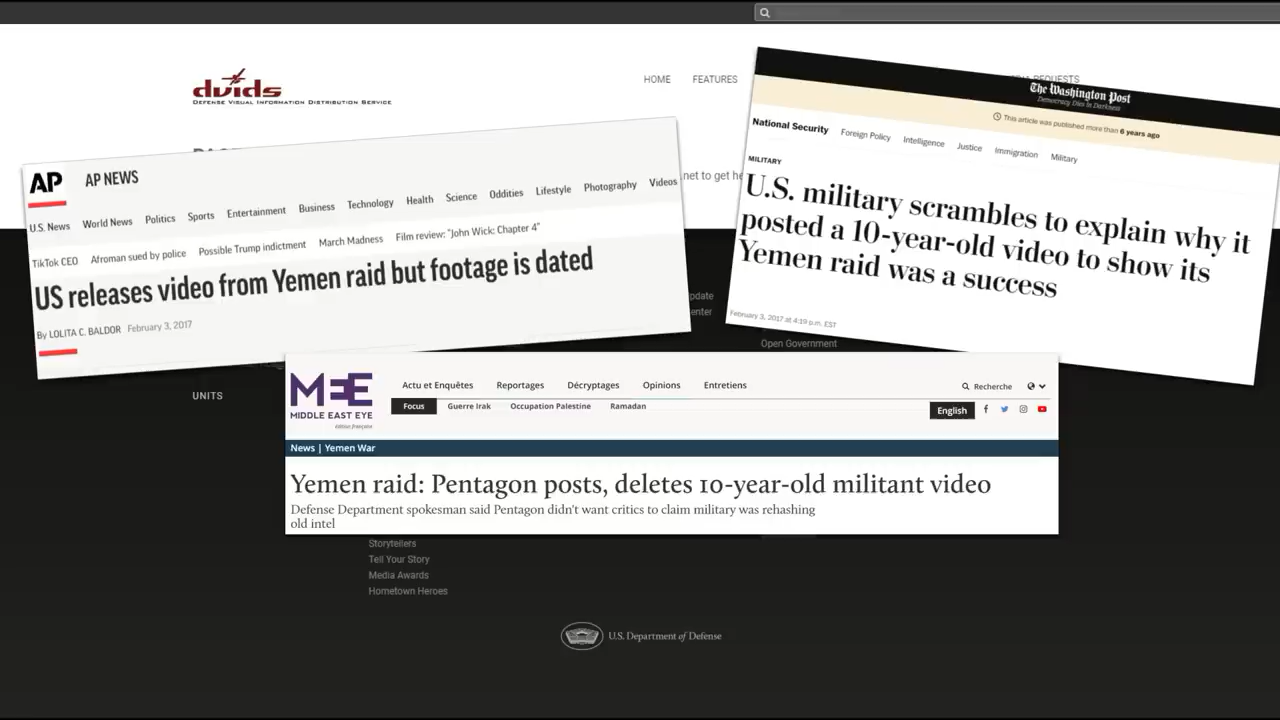 dvids
DEFENSE VISUAL INFORMATION DISTRIBUTION SERVICE
HOME FEATURES
REQUESTS
net to get he
AP AP NEWS
U.S. News World News Politics Sports Entertainment Business Technology Health Science Oddities Lifestyle Photography Videos
TikTok CEO Afroman sued by police Possible Trump indictment March Madness Film review: "John Wick: Chapter 4"
US releases video from Yemen raid but footage is dated
By LOLITA C. BALDOR February 3, 2017
The Washington Post
Democracy Dies in Darkness
This article was published more than 6 years ago
National Security Foreign Policy Intelligence Justice Immigration Military
MILITARY
U.S. military scrambles to explain why it
posted a 10-year-old video to show its
Yemen raid was a success
February 3, 2017 at 4:19 p.m. EST
pdate
enter
Open Government
UNITS
MEE
MIDDLE EAST EYE
édition française
Actu et Enquêtes Reportages Décryptages Opinions Entretiens
Recherche
Focus Guerre Irak Occupation Palestine Ramadan
English
News | Yemen War
Yemen raid: Pentagon posts, deletes 10-year-old militant video
Defense Department spokesman said Pentagon didn't want critics to claim military was rehashing
old intel
Storytellers
Tell Your Story
Media Awards
Hometown Heroes
U.S. Department of Defense